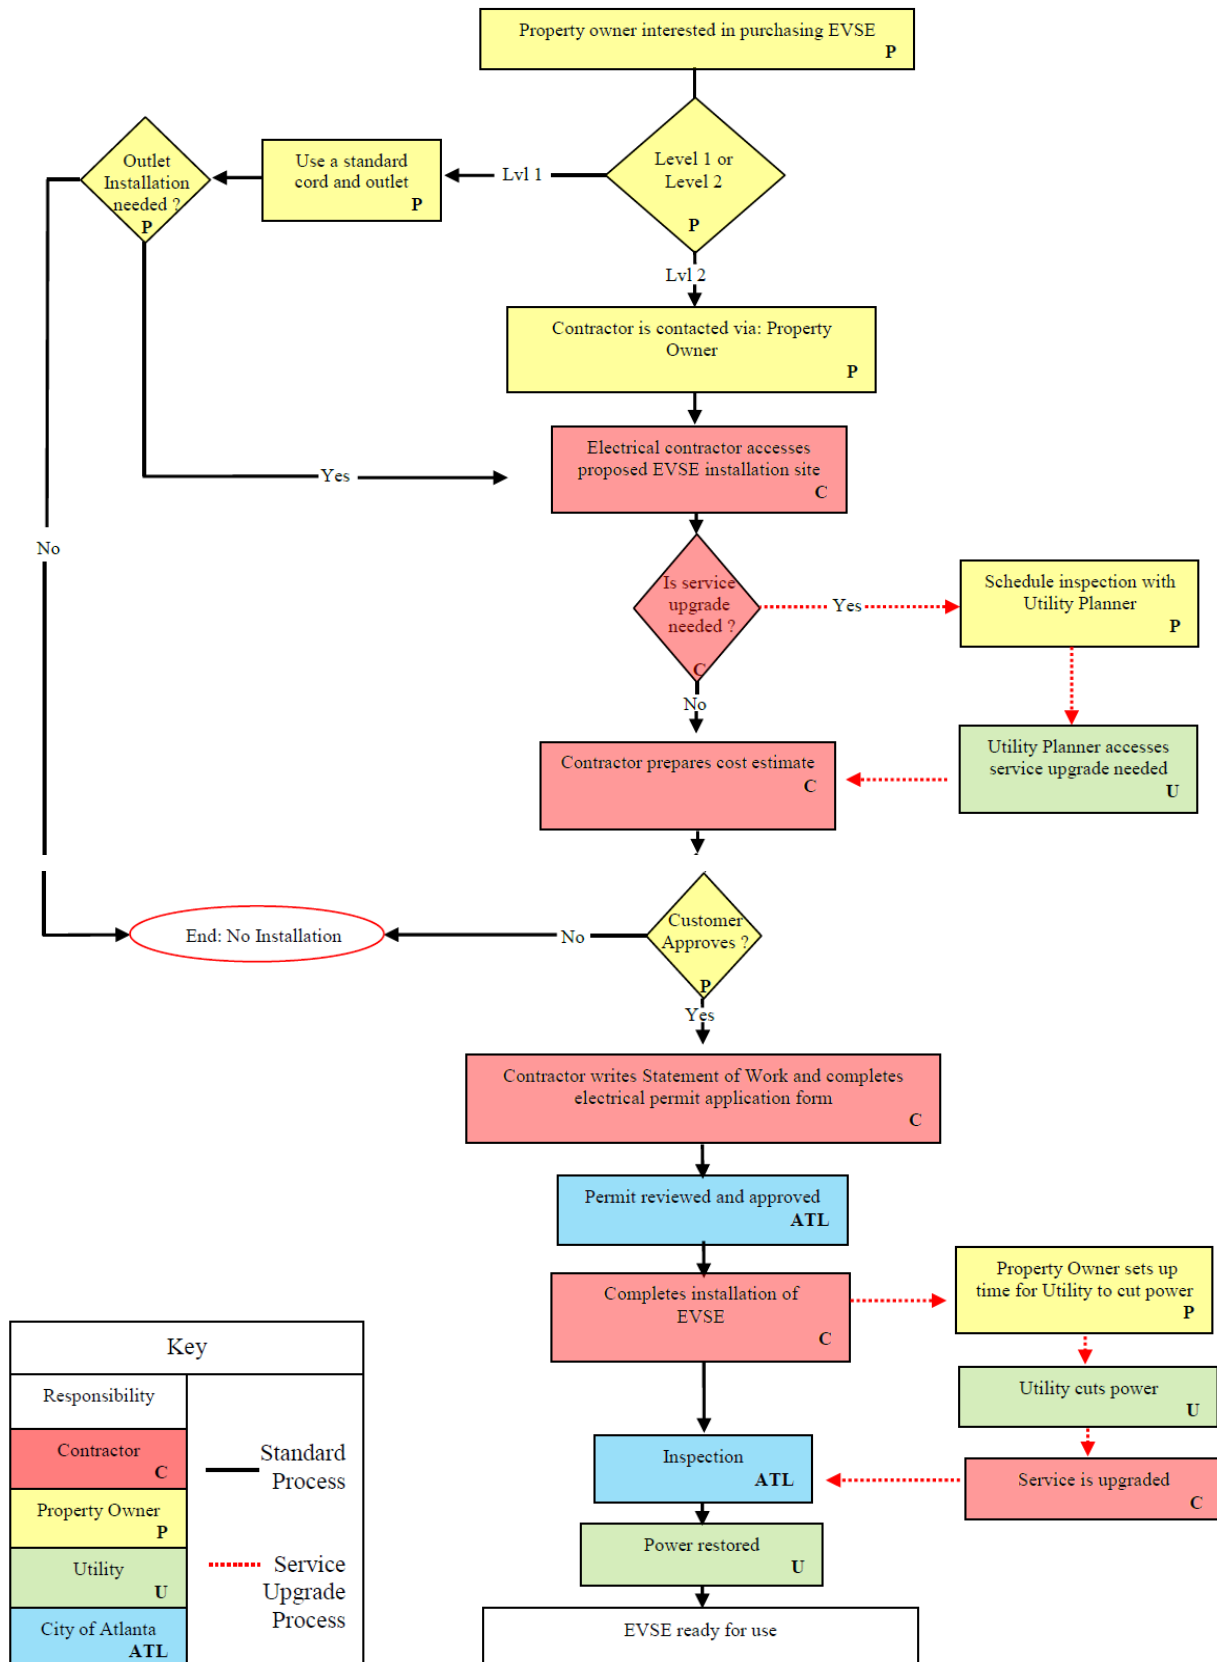 Property owner interested in purchasing EVSE
P
Outlet
Installation
needed ?
P
Use a standard
cord and outlet
P
Lvl 1
Level 1 or
Level 2
P
Lvl 2
Contractor is contacted via: Property
Owner
P
Electrical contractor accesses
proposed EVSE installation site
C
Yes
No
Is service
upgrade
needed ?
C
Yes
Schedule inspection with
Utility Planner
P
No
Utility Planner accesses
service upgrade needed
U
Contractor prepares cost estimate
C
Customer
Approves ?
P
No
End: No Installation
Yes
Contractor writes Statement of Work and completes
electrical permit application form
C
Permit reviewed and approved
ATL
Completes installation of
EVSE
C
Property Owner sets up
time for Utility to cut power
P
Utility cuts power
U
Service is upgraded
C
Inspection
ATL
Power restored
U
EVSE ready for use
Key
Responsibility
Contractor
C
Property Owner
P
Utility
U
City of Atlanta
ATL
Standard
Process
Service
Upgrade
Process